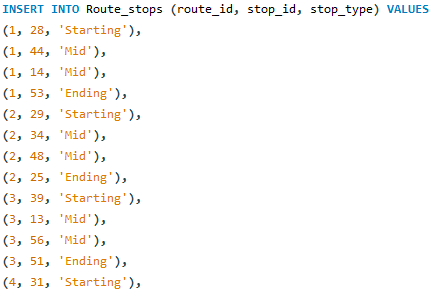 INSERT INTO Route_stops (route_id, stop_id, stop_type) VALUES
(1, 28, 'Starting'),
(1, 44, 'Mid'),
(1, 14, 'Mid'),
(1, 53, 'Ending'),
(2, 29, 'Starting'),
(2, 34, 'Mid'),
(2, 48, 'Mid'),
(2, 25, 'Ending'),
(3, 39, 'Starting'),
(3, 13, 'Mid'),
(3, 56, 'Mid'),
(3, 51, 'Ending'),
(4, 31, 'Starting'),